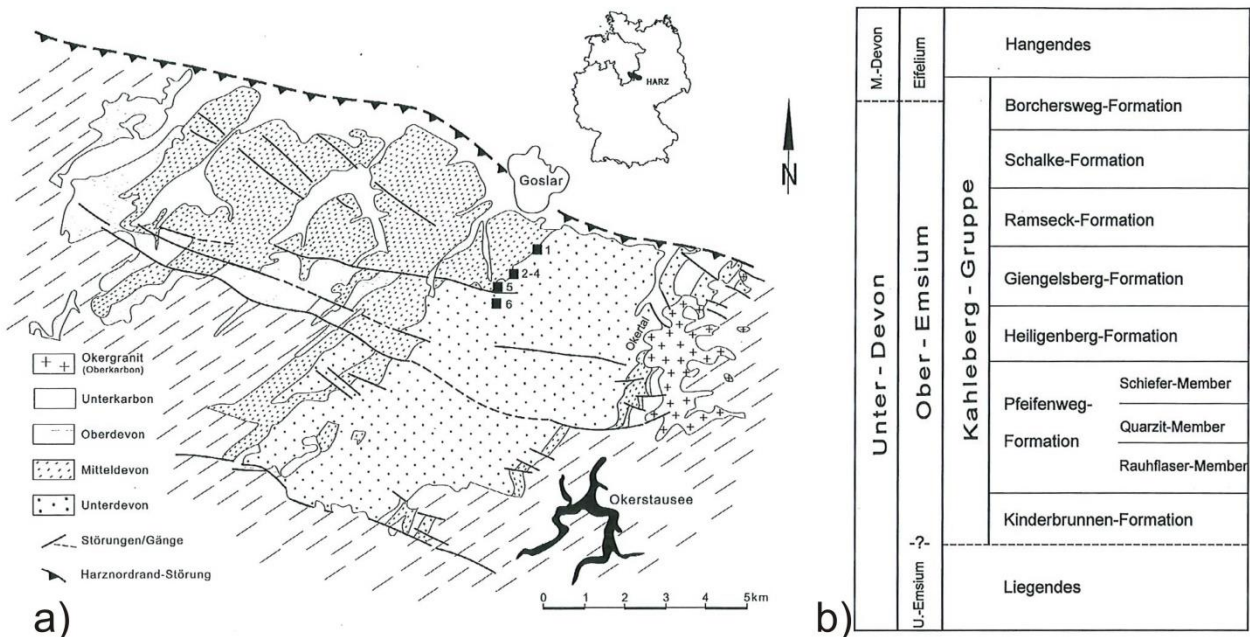 HARZ
N
Goslar
1
2-4
5
6
Okertal
Okergranit
(Oberkarbon)
Unterkarbon
Oberdevon
Mitteldevon
Unterdevon
Störungen/Gänge
Harznordrand-Störung
Okerstausee
0 1 2 3 4 5km
a)
M.-Devon
Unter-Devon
Eifelium
Ober-Emsium
-?-
U.-Emsium
Kahleberg-Gruppe
Hangendes
Borchersweg-Formation
Schalke-Formation
Ramseck-Formation
Giengelsberg-Formation
Heiligenberg-Formation
Pfeifenweg-
Formation
Schiefer-Member
Quarzit-Member
Rauhflaser-Member
Kinderbrunnen-Formation
Liegendes
b)